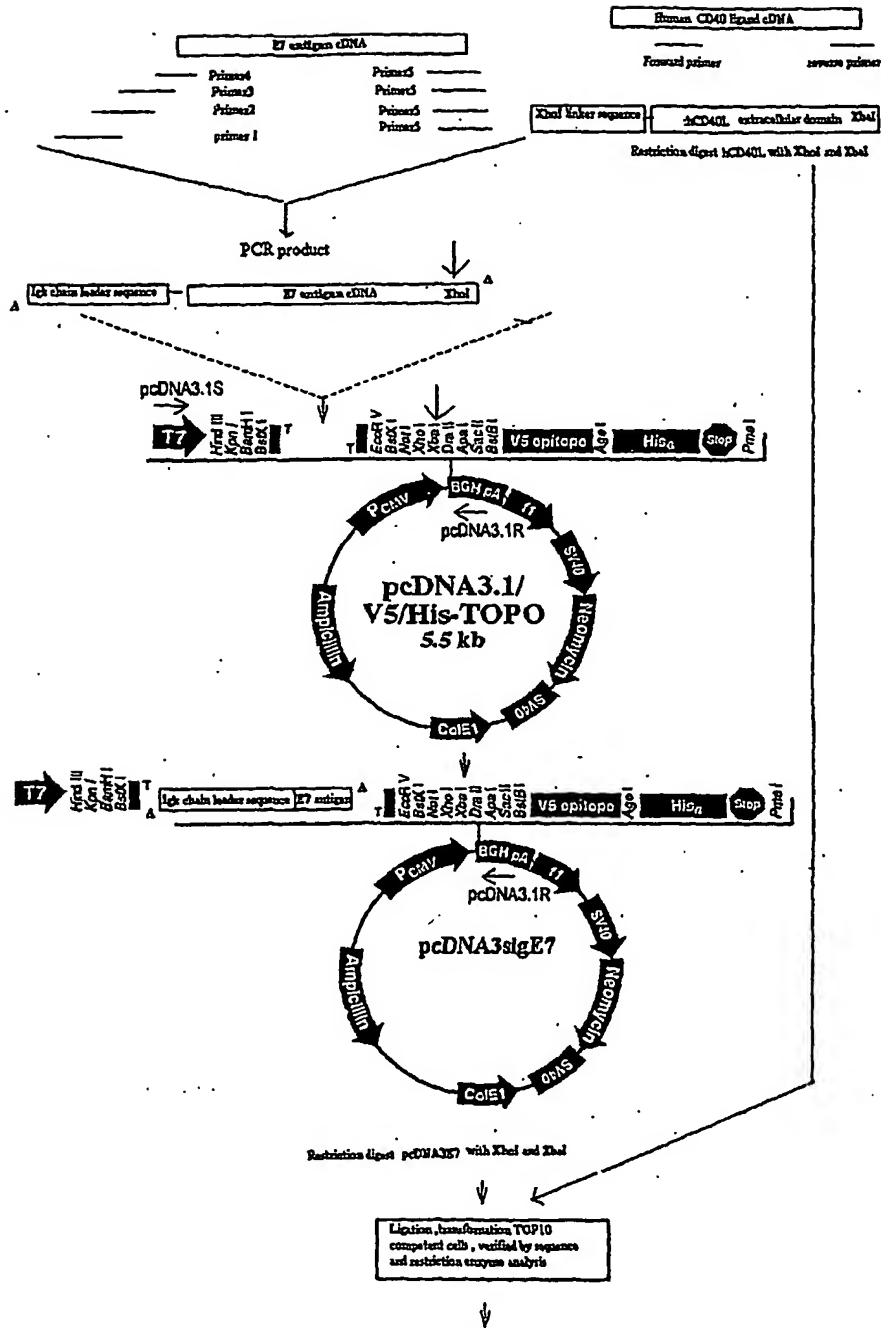 E7 antigen cDNA
Primer4
Primer3
Primer2
primer 1
Primer5
Primer5
Primer5
Primer5
Human CD40 ligand cDNA
Forward primer
reverse primer
XhoI linker sequence
hCD40L extracellular domain XbaI
Restriction digest hCD40L with XhoI and XbaI
PCR product
A
Igk chain leader sequence
E7 antigen cDNA
XhoI
A
pcDNA3.1S
T7
Hind III
Kpn I
BamH I
BstX I
T
T
EcoR V
BstX I
Not I
Xho I
Xba I
Dra II
Apa I
Sac II
BstB I
V5 epitope
Age I
His6
Stop
Pme I
PCMV
BGH pA
f1
SV40
Neomycin
SV40
ColE1
Ampicillin
pcDNA3.1R
pcDNA3.1/
V5/His-TOPO
5.5 kb
T7
Hind III
Kpn I
BamH I
BstX I
T
A
Igk chain leader sequence
E7 antigen
A
T
EcoR V
BstX I
Not I
Xho I
Xba I
Dra II
Apa I
Sac II
BstB I
V5 epitope
Age I
His6
Stop
Pme I
PCMV
BGH pA
f1
SV40
Neomycin
SV40
ColE1
Ampicillin
pcDNA3.1R
pcDNA3sigE7
Restriction digest pcDNA3E7 with XhoI and XbaI
Ligation , transformation TOP10
competent cells , verified by sequence
and restriction enzyme analysis